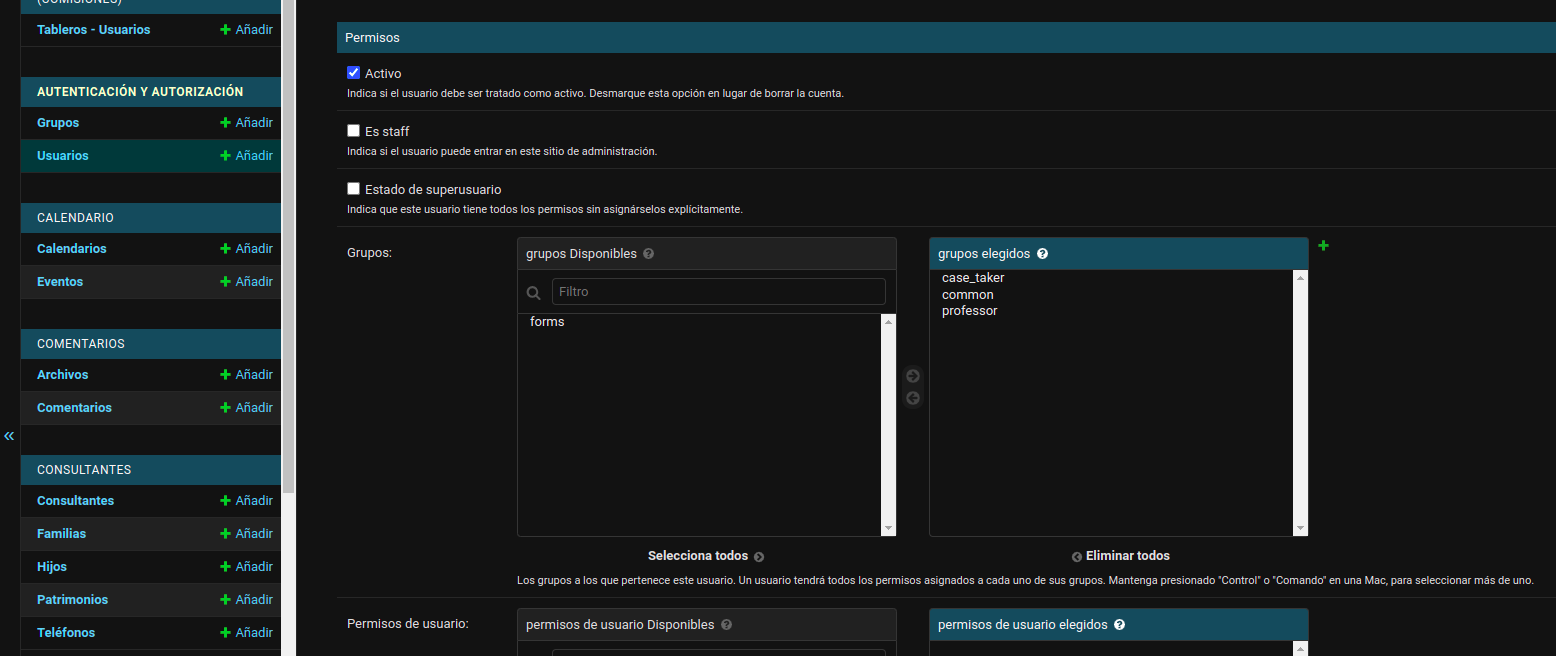 (COMISIONES)
Tableros - Usuarios Añadir
AUTENTICACIÓN Y AUTORIZACIÓN
Grupos Añadir
Usuarios Añadir
CALENDARIO
Calendarios Añadir
Eventos Añadir
COMENTARIOS
Archivos Añadir
Comentarios Añadir
«
CONSULTANTES
Consultantes Añadir
Familias Añadir
Hijos Añadir
Patrimonios Añadir
Teléfonos Añadir
Permisos
Activo
Indica si el usuario debe ser tratado como activo. Desmarque esta opción en lugar de borrar la cuenta.
Es staff
Indica si el usuario puede entrar en este sitio de administración.
Estado de superusuario
Indica que este usuario tiene todos los permisos sin asignárselos explícitamente.
Grupos:
grupos Disponibles ?
Filtro
forms
Selecciona todos
grupos elegidos ?
case_taker
common
professor
Eliminar todos
Los grupos a los que pertenece este usuario. Un usuario tendrá todos los permisos asignados a cada uno de sus grupos. Mantenga presionado "Control" o "Comando" en una Mac, para seleccionar más de uno.
Permisos de usuario:
permisos de usuario Disponibles ?
permisos de usuario elegidos ?